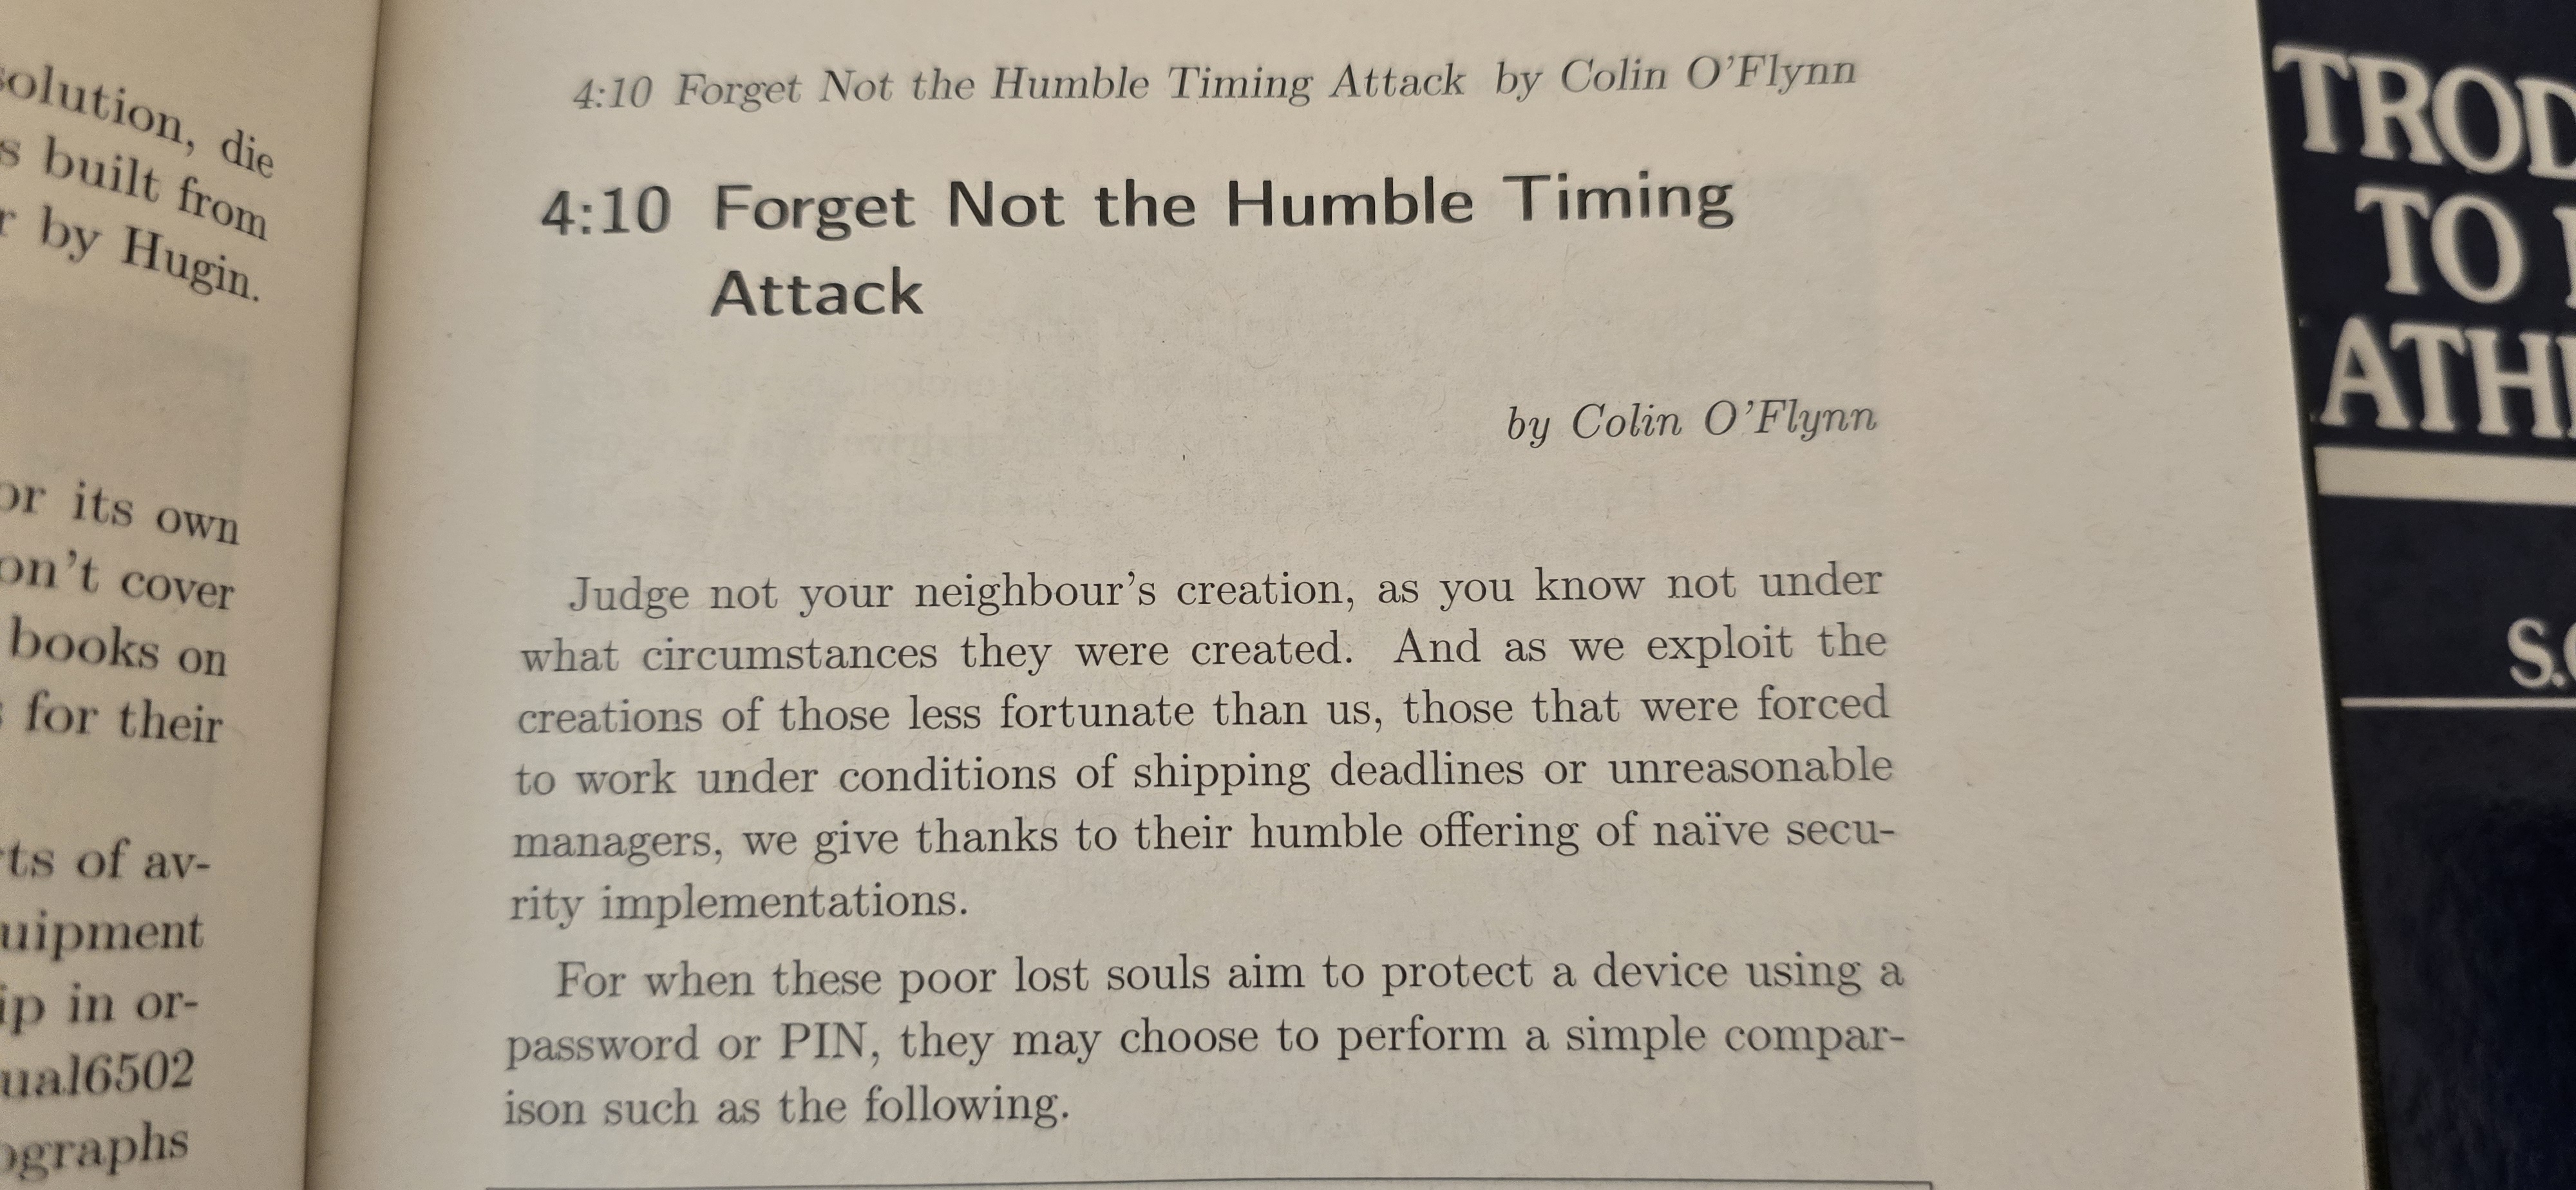 solution, die
s built from
r by Hugin.
or its own
on't cover
books on
s for their
ts of av-
uipment
ip in or-
ual6502
ographs
4:10 Forget Not the Humble Timing Attack by Colin O'Flynn
4:10 Forget Not the Humble Timing
Attack
by Colin O'Flynn
Judge not your neighbour's creation, as you know not under
what circumstances they were created. And as we exploit the
creations of those less fortunate than us, those that were forced
to work under conditions of shipping deadlines or unreasonable
managers, we give thanks to their humble offering of naïve secu-
rity implementations.
For when these poor lost souls aim to protect a device using a
password or PIN, they may choose to perform a simple compar-
ison such as the following.
TROD
TO
ATH
S.